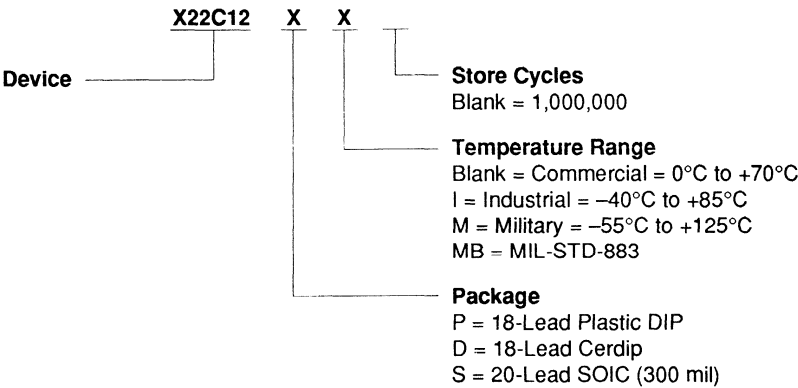 X22C12 X X
Device
Store Cycles
Blank = 1,000,000
Temperature Range
Blank = Commercial = 0°C to +70°C
I = Industrial = –40°C to +85°C
M = Military = –55°C to +125°C
MB = MIL-STD-883
Package
P = 18-Lead Plastic DIP
D = 18-Lead Cerdip
S = 20-Lead SOIC (300 mil)